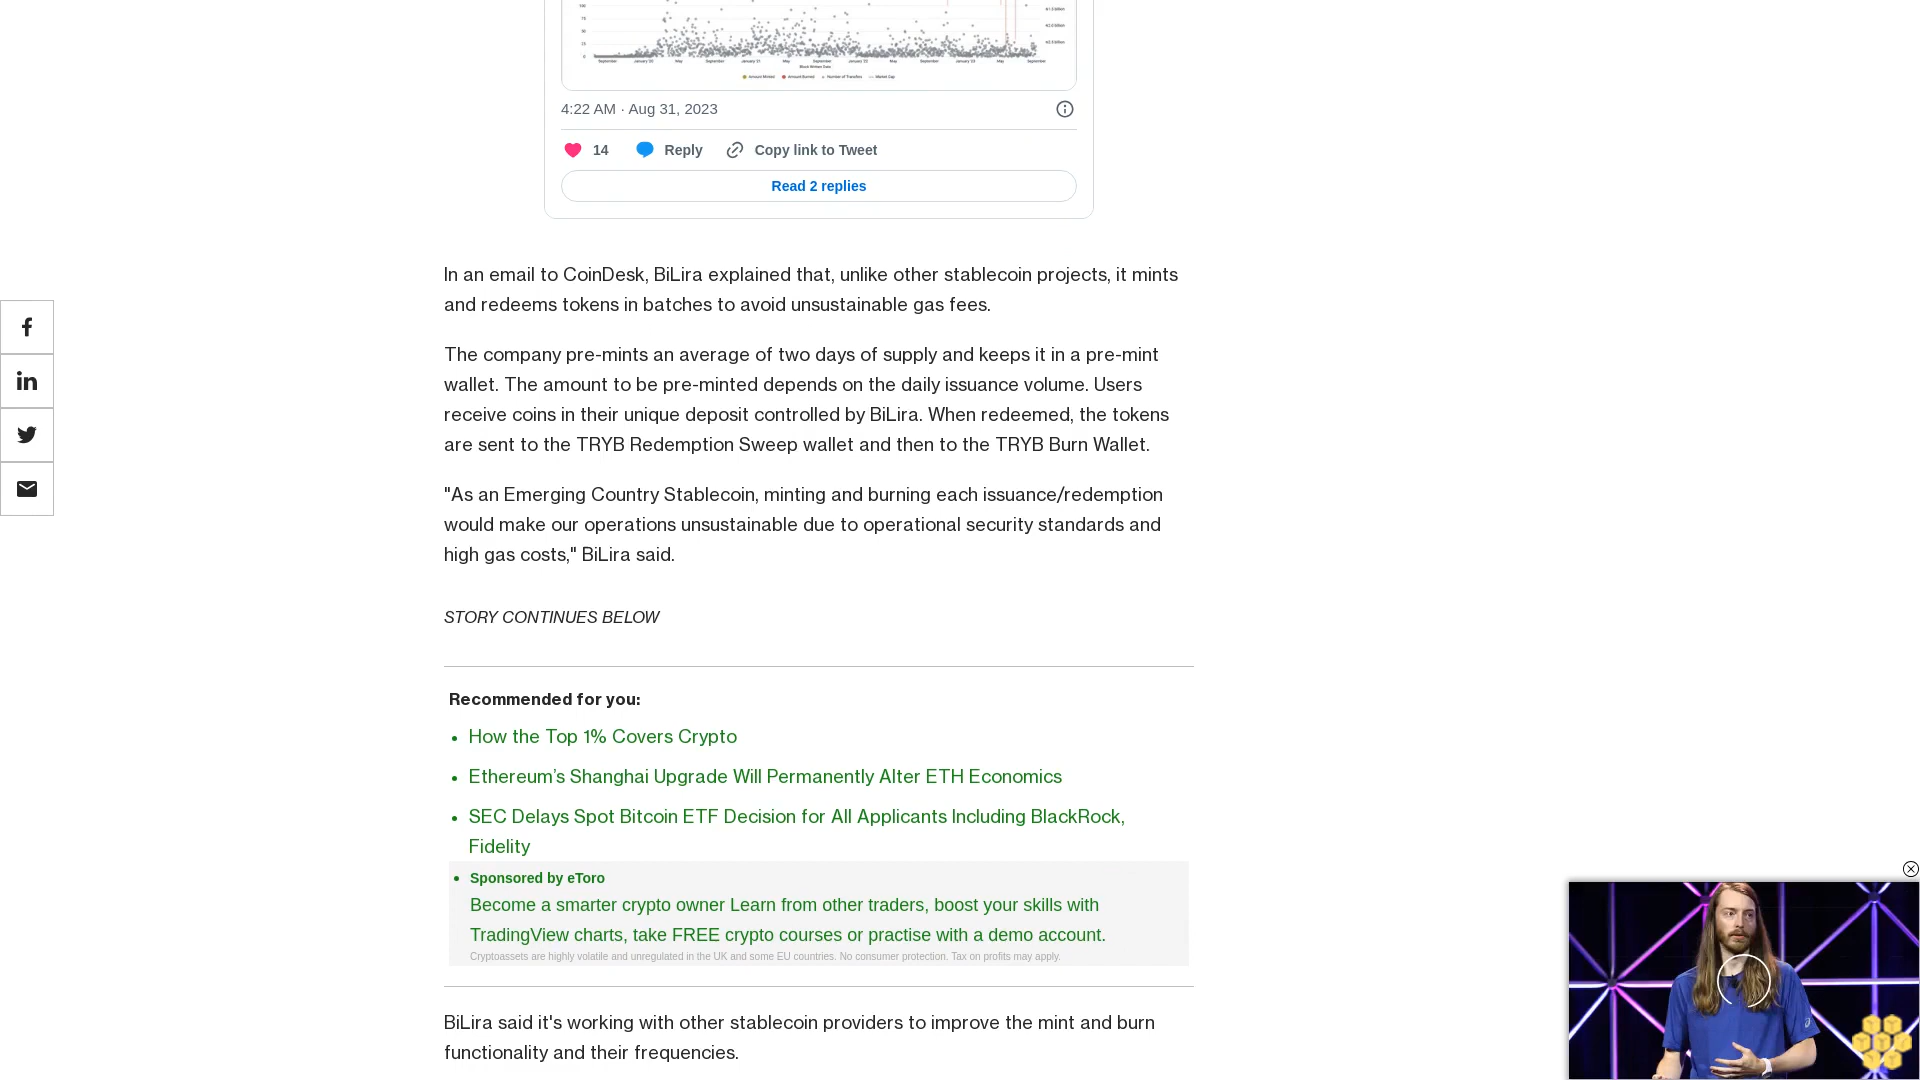 4:22 AM · Aug 31, 2023
14 Reply Copy link to Tweet
Read 2 replies
In an email to CoinDesk, BiLira explained that, unlike other stablecoin projects, it mints
and redeems tokens in batches to avoid unsustainable gas fees.
The company pre-mints an average of two days of supply and keeps it in a pre-mint
wallet. The amount to be pre-minted depends on the daily issuance volume. Users
receive coins in their unique deposit controlled by BiLira. When redeemed, the tokens
are sent to the TRYB Redemption Sweep wallet and then to the TRYB Burn Wallet.
"As an Emerging Country Stablecoin, minting and burning each issuance/redemption
would make our operations unsustainable due to operational security standards and
high gas costs," BiLira said.
STORY CONTINUES BELOW
Recommended for you:
• How the Top 1% Covers Crypto
• Ethereum’s Shanghai Upgrade Will Permanently Alter ETH Economics
• SEC Delays Spot Bitcoin ETF Decision for All Applicants Including BlackRock,
Fidelity
• Sponsored by eToro
Become a smarter crypto owner Learn from other traders, boost your skills with
TradingView charts, take FREE crypto courses or practise with a demo account.
Cryptoassets are highly volatile and unregulated in the UK and some EU countries. No consumer protection. Tax on profits may apply.
BiLira said it's working with other stablecoin providers to improve the mint and burn
functionality and their frequencies.